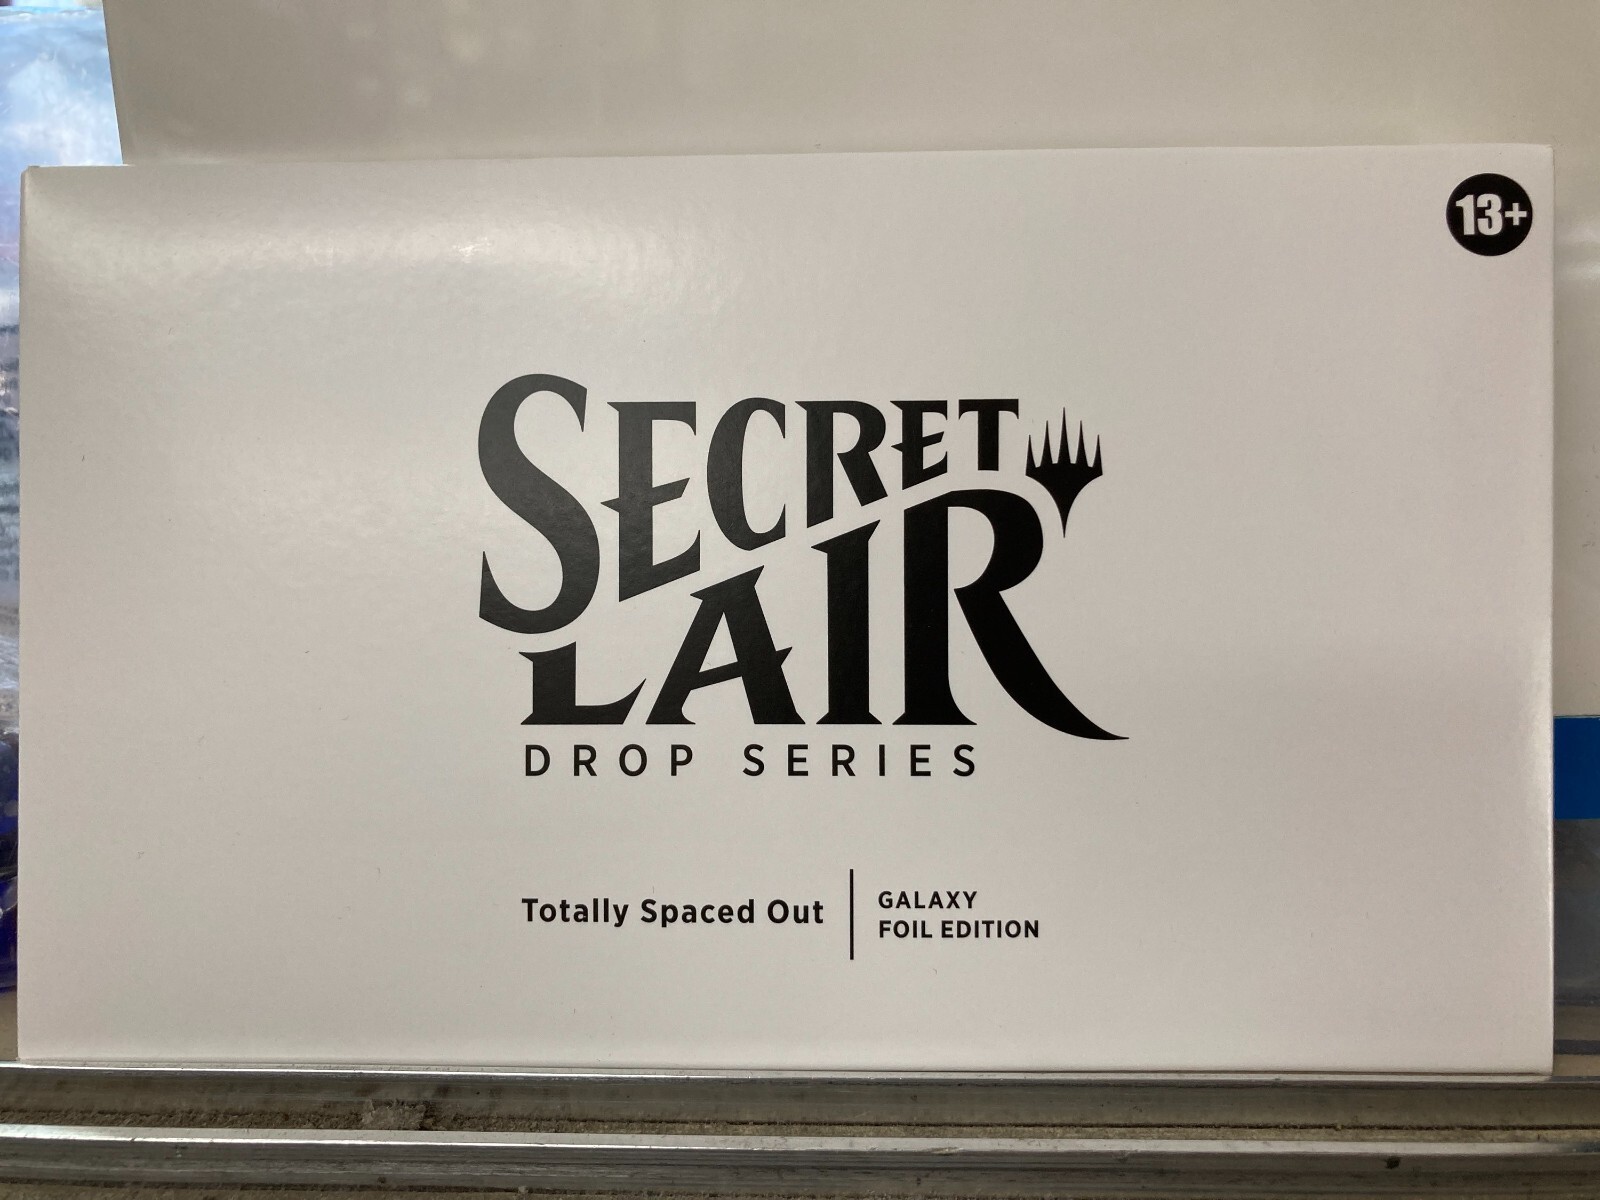 13+
SECRET
LAIR
DROP SERIES
Totally Spaced Out
GALAXY
FOIL EDITION